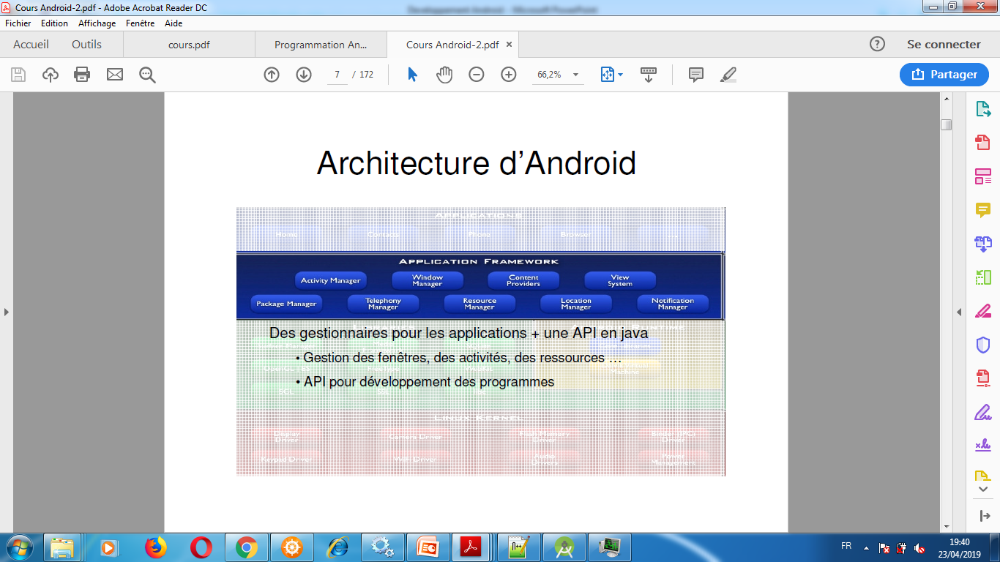 Cours Android-2.pdf - Adobe Acrobat Reader DC
Developpement Android - Microsoft PowerPoint
Fichier Edition Affichage Fenêtre Aide
Accueil Outils cours.pdf Programmation An... Cours Android-2.pdf × Se connecter
7 / 172 66,2% Partager
Architecture d’Android
APPLICATIONS
Home Contacts Phone Browser
APPLICATION FRAMEWORK
Activity Manager Window Manager Content Providers View System
Package Manager Telephony Manager Resource Manager Location Manager Notification Manager
LIBRARIES ANDROID RUNTIME
Des gestionnaires pour les applications + une API en java
• Gestion des fenêtres, des activités, des ressources …
• API pour développement des programmes
SGL SSL
LINUX KERNEL
Display Driver Camera Driver Flash Memory Driver Binder (IPC) Driver
Keypad Driver WiFi Driver Audio Drivers Power Management
FR 19:40
23/04/2019